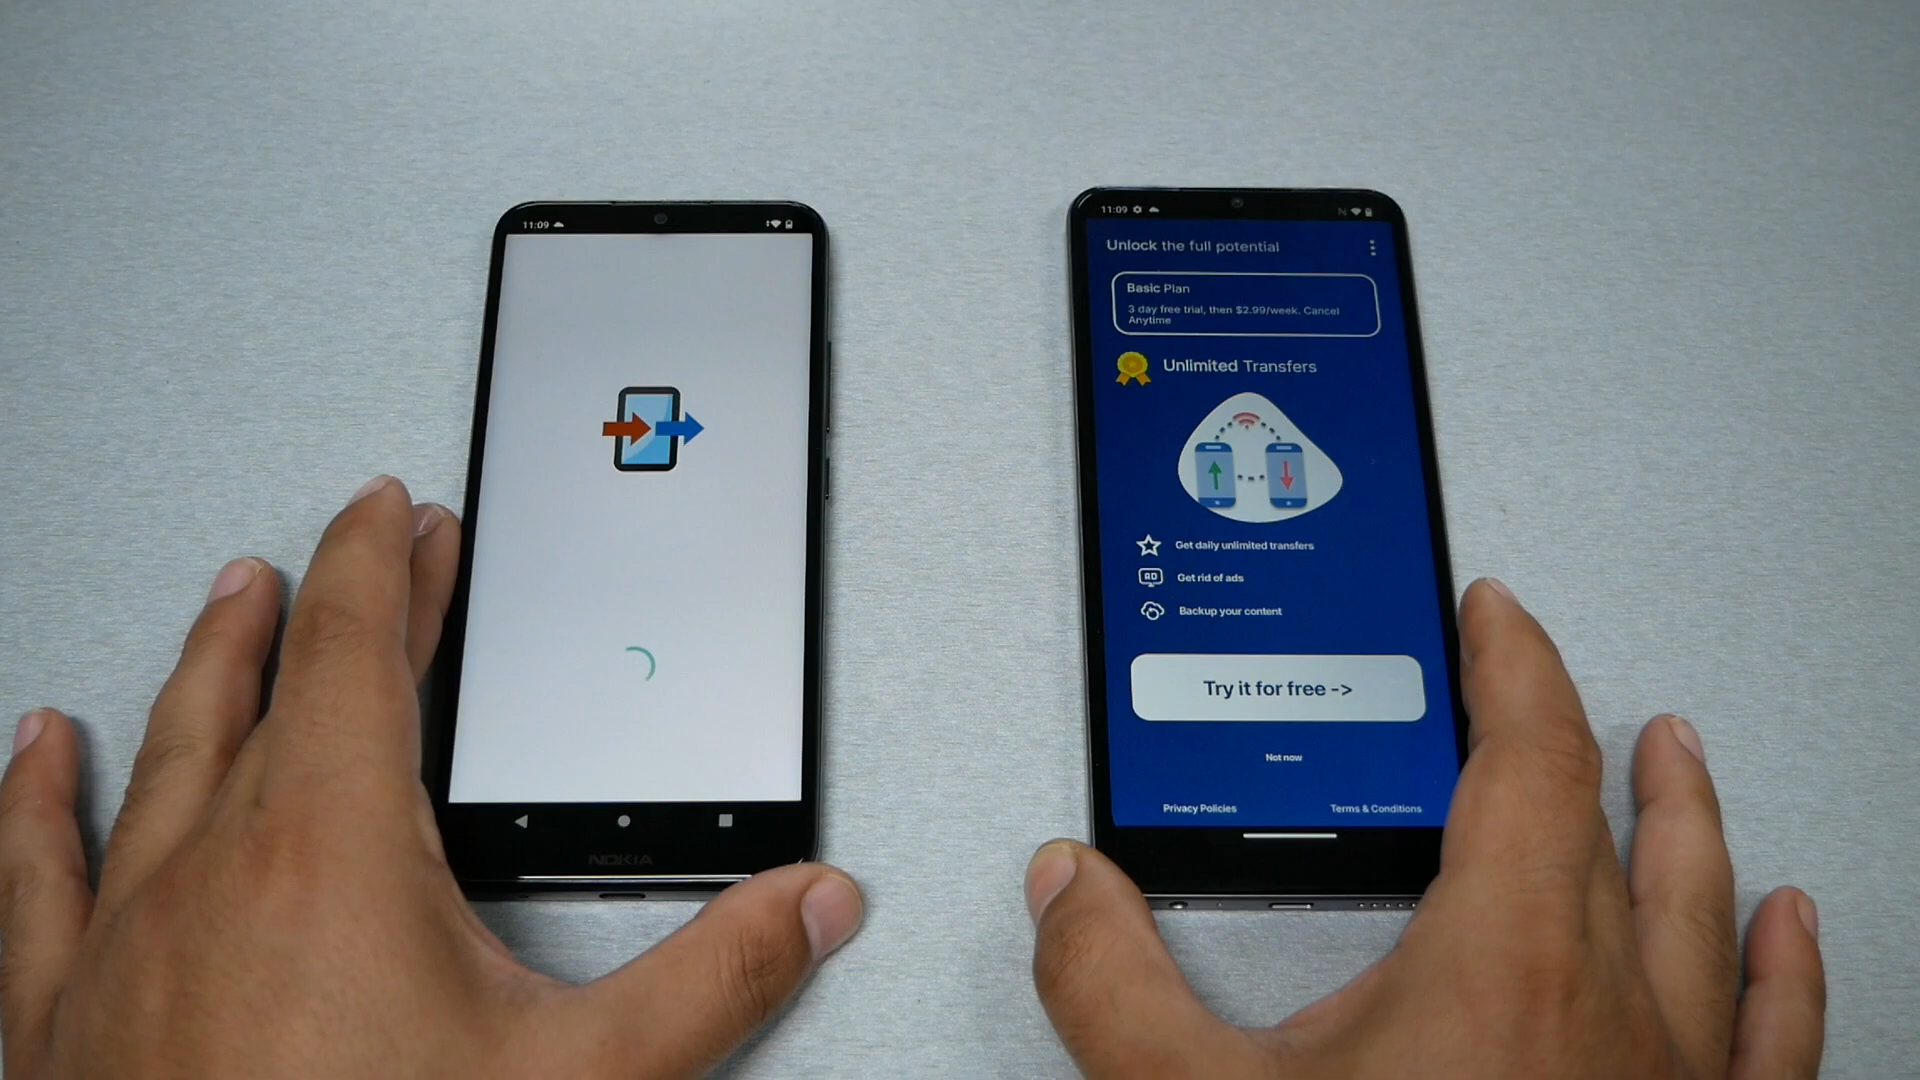 11:09
NOKIA
11:09
N
Unlock the full potential
Basic Plan
3 day free trial, then $2.99/week. Cancel
Anytime
Unlimited Transfers
Get daily unlimited transfers
AD
Get rid of ads
Backup your content
Try it for free ->
Not now
Privacy Policies
Terms & Conditions